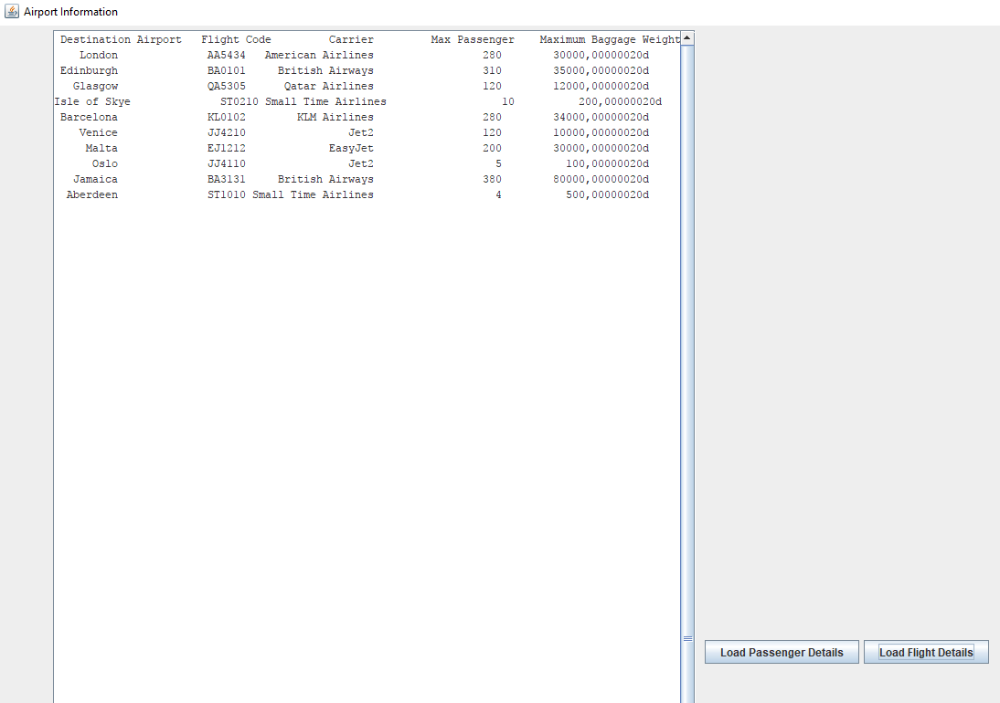 Airport Information
Destination Airport Flight Code Carrier Max Passenger Maximum Baggage Weight
London AA5434 American Airlines 280 30000,00000020d
Edinburgh BA0101 British Airways 310 35000,00000020d
Glasgow QA5305 Qatar Airlines 120 12000,00000020d
Isle of Skye ST0210 Small Time Airlines 10 200,00000020d
Barcelona KL0102 KLM Airlines 280 34000,00000020d
Venice JJ4210 Jet2 120 10000,00000020d
Malta EJ1212 EasyJet 200 30000,00000020d
Oslo JJ4110 Jet2 5 100,00000020d
Jamaica BA3131 British Airways 380 80000,00000020d
Aberdeen ST1010 Small Time Airlines 4 500,00000020d
Load Passenger Details Load Flight Details